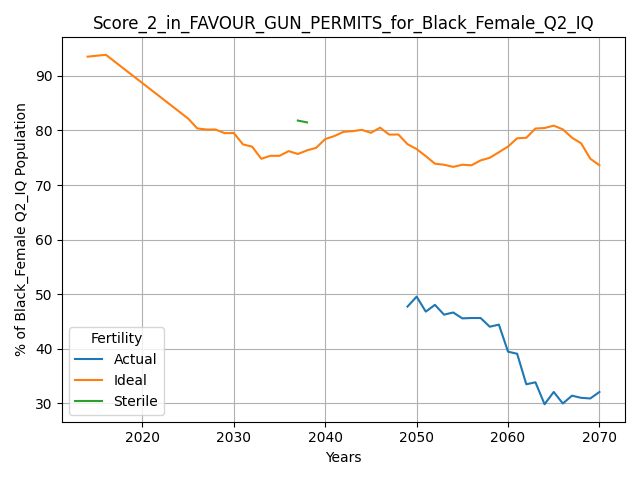 Score_2_in_FAVOUR_GUN_PERMITS_for_Black_Female_Q2_IQ
% of Black_Female Q2_IQ Population
90
80
70
60
50
40
30
Fertility
Actual
Ideal
Sterile
2020 2030 2040 2050 2060 2070
Years